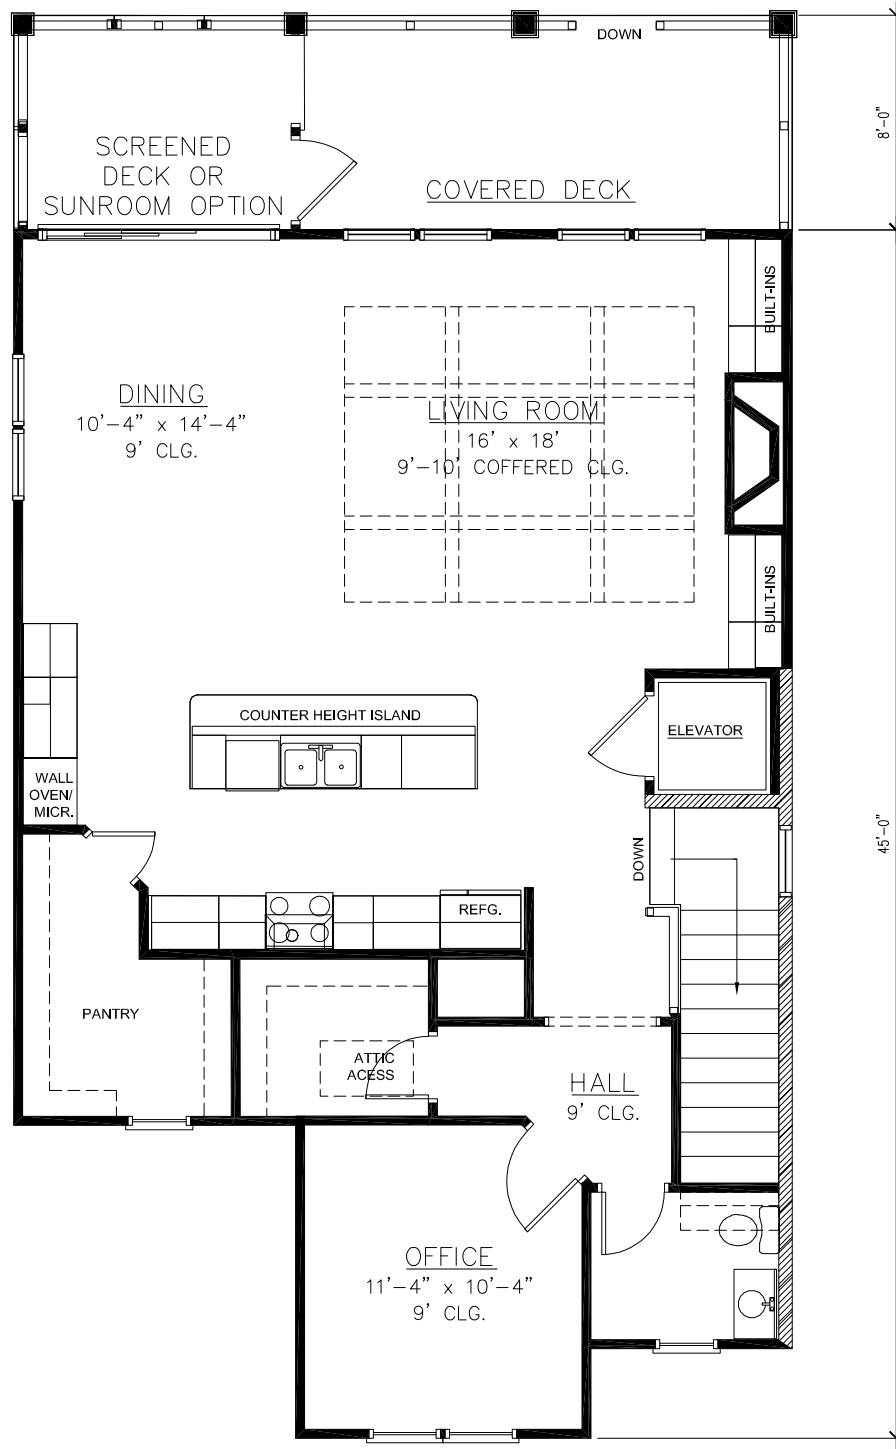 DOWN
8'-0"
SCREENED
DECK OR
SUNROOM OPTION
COVERED DECK
BUILT-INS
DINING
10'-4" x 14'-4"
9' CLG.
LIVING ROOM
16' x 18'
9'-10' COFFERED CLG.
BUILT-INS
COUNTER HEIGHT ISLAND
ELEVATOR
WALL
OVEN/
MICR.
DOWN
45'-0"
REFG.
PANTRY
ATTIC
ACESS
HALL
9' CLG.
OFFICE
11'-4" x 10'-4"
9' CLG.